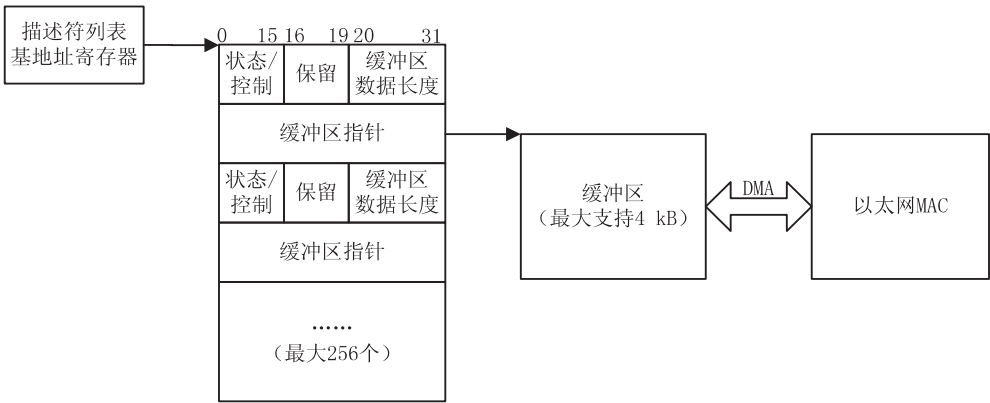 描述符列表
基地址寄存器
0 15 16 19 20 31
状态/
控制
保留
缓冲区
数据长度
缓冲区指针
状态/
控制
保留
缓冲区
数据长度
缓冲区指针
……
（最大256个）
缓冲区
（最大支持4 kB）
DMA
以太网MAC